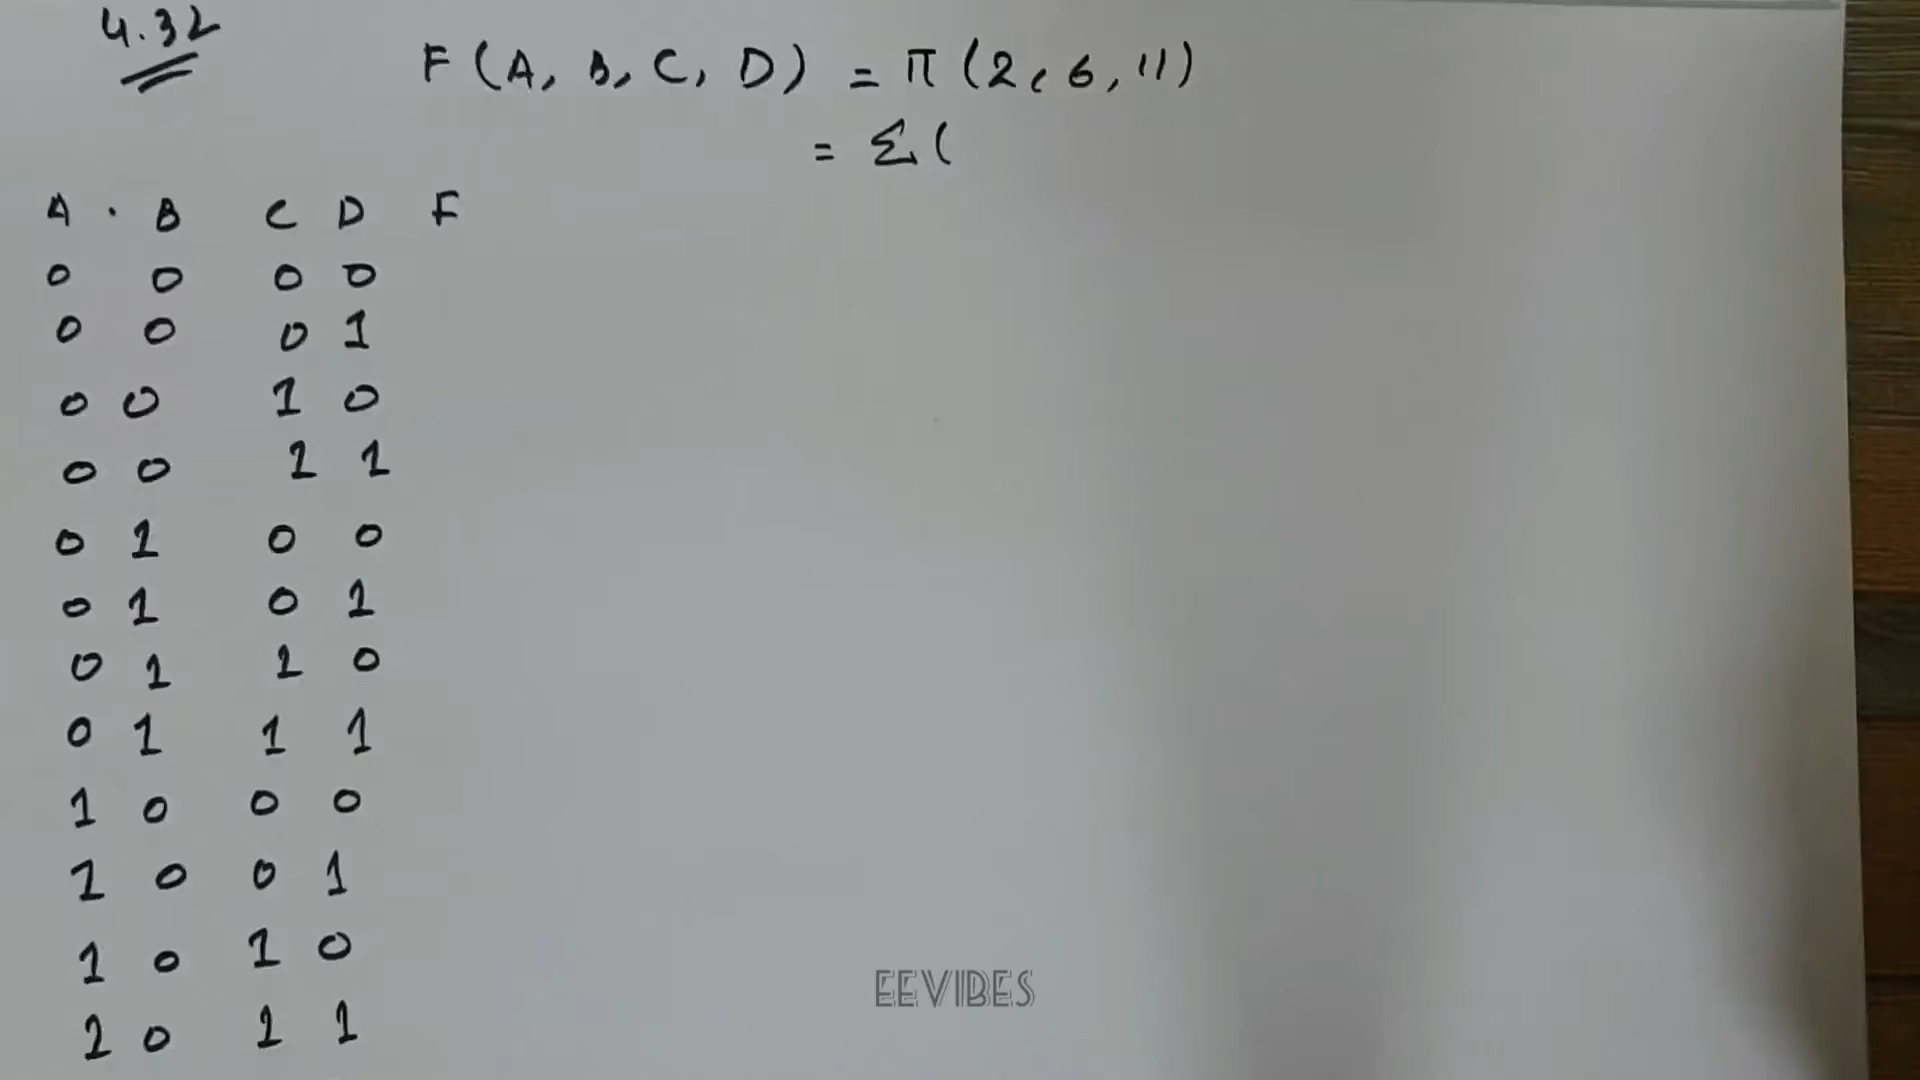 4.32
F(A, B, C, D) = π(2, 6, 11)
= Σ(
A . B C D F
0 0 0 0
0 0 0 1
0 0 1 0
0 0 1 1
0 1 0 0
0 1 0 1
0 1 1 0
0 1 1 1
1 0 0 0
1 0 0 1
1 0 1 0
1 0 1 1
EEVIBES